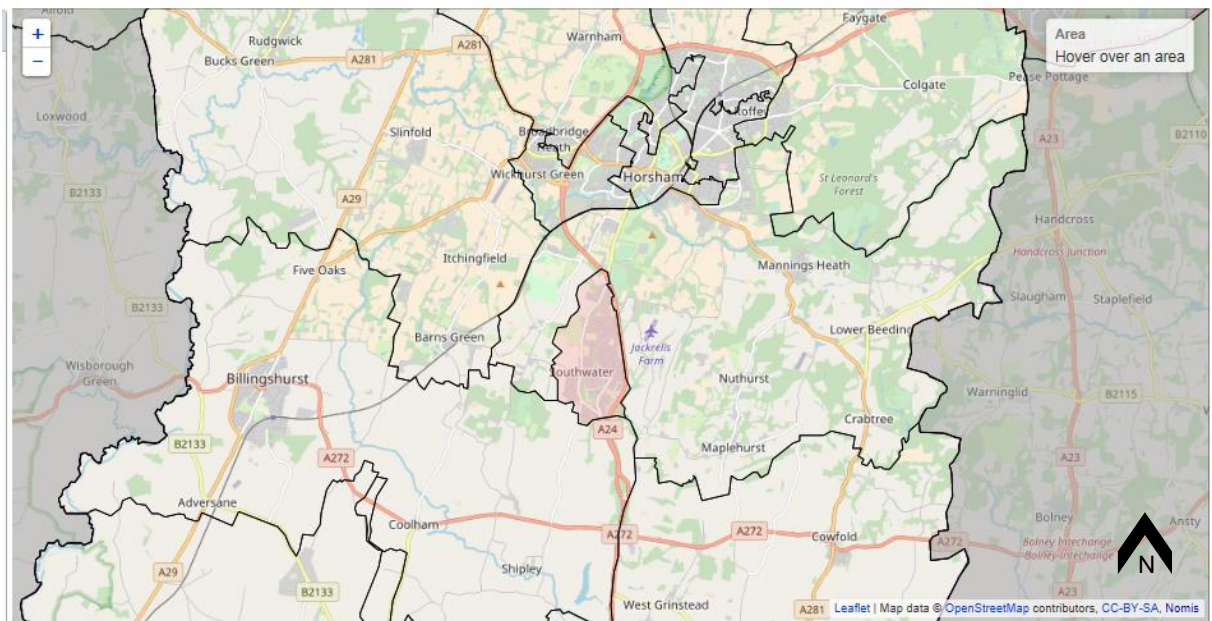 +
−
Alfold
Rudgwick
Bucks Green
A281
A281
Warnham
Faygate
Area
Hover over an area
Pease Pottage
Colgate
Loxwood
Slinfold
Broadbridge
Heath
Roffey
A23
B2110
Wickhurst Green
Horsham
St Leonard's
Forest
B2133
A29
Handcross
Handcross Junction
Five Oaks
Itchingfield
Mannings Heath
Slaugham
Staplefield
B2133
Barns Green
Jackrells
Farm
Lower Beeding
Wisborough
Green
Billingshurst
Southwater
Nuthurst
Warninglid
B2115
Crabtree
A24
B2133
A272
Maplehurst
A23
Adversane
Coolham
A272
A272
Cowfold
A272
Bolney
Ansty
Bolney Interchange
Bolney Interchange
A29
B2133
Shipley
West Grinstead
A281
A23
N
Leaflet | Map data © OpenStreetMap contributors, CC-BY-SA, Nomis